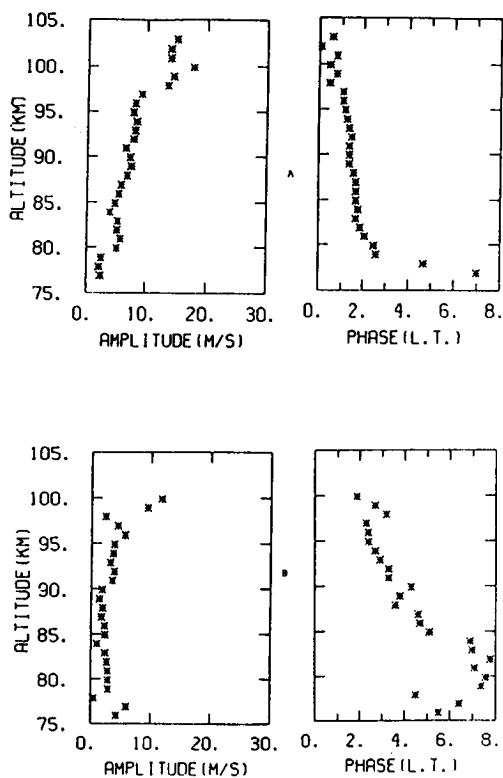 105.
100.
95.
90.
85.
80.
75.
ALTITUDE(KM)
0. 10. 20. 30.
AMPLITUDE(M/S)
A
0. 2. 4. 6. 8.
PHASE(L.T.)
105.
100.
95.
90.
85.
80.
75.
ALTITUDE(KM)
0. 10. 20. 30.
AMPLITUDE(M/S)
B
0. 2. 4. 6. 8.
PHASE(L.T.)